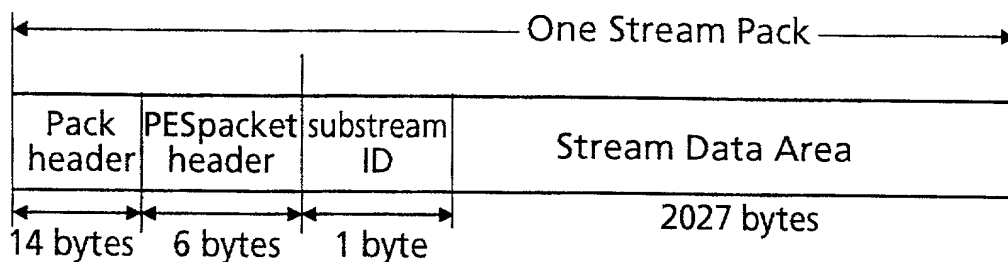 One Stream Pack
Pack header
PESpacket header
substream ID
Stream Data Area
14 bytes
6 bytes
1 byte
2027 bytes